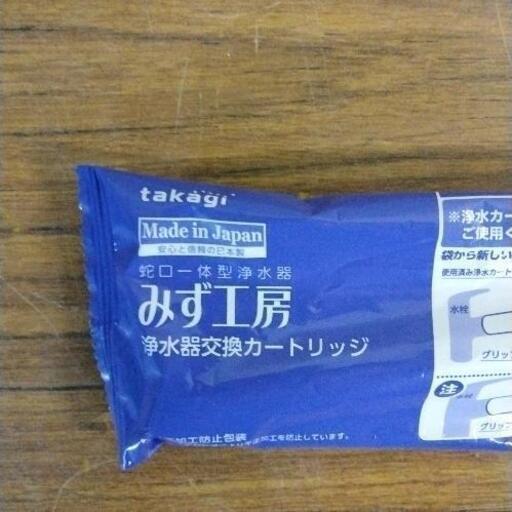 takagi
Made in Japan
安心と信頼の日本製
蛇口一体型浄水器
みず工房
浄水器交換カートリッジ
加工防止包装
加工を防止しています。
※浄水カー
ご使用く
袋から新しい
使用済み浄水カート
水栓
グリッ
注
水栓
グリップ